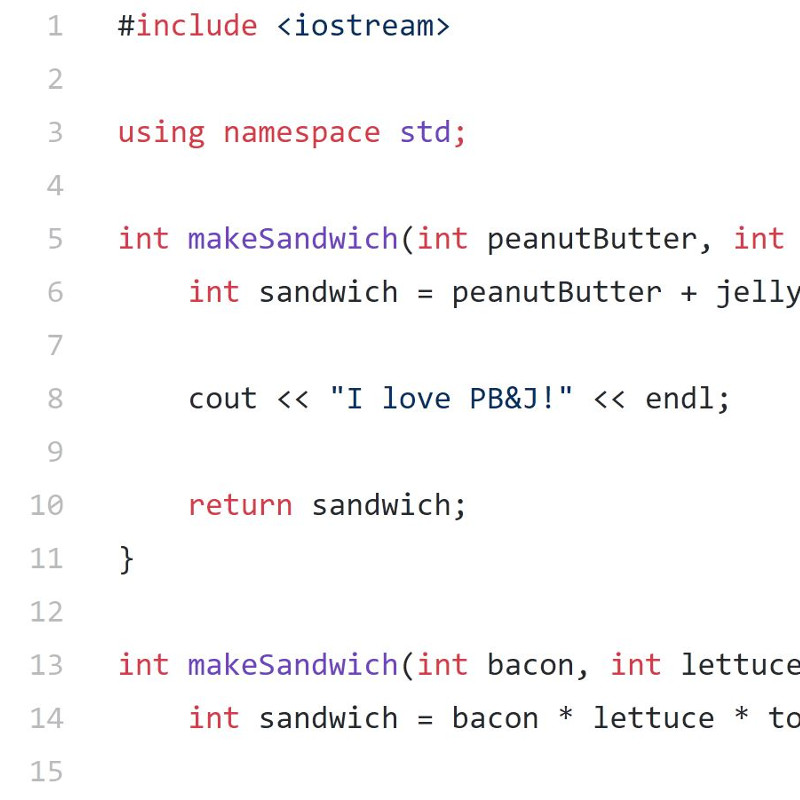 1 #include <iostream>
2
3 using namespace std;
4
5 int makeSandwich(int peanutButter, int
6 int sandwich = peanutButter + jelly
7
8 cout << "I love PB&J!" << endl;
9
10 return sandwich;
11 }
12
13 int makeSandwich(int bacon, int lettuce
14 int sandwich = bacon * lettuce * to
15